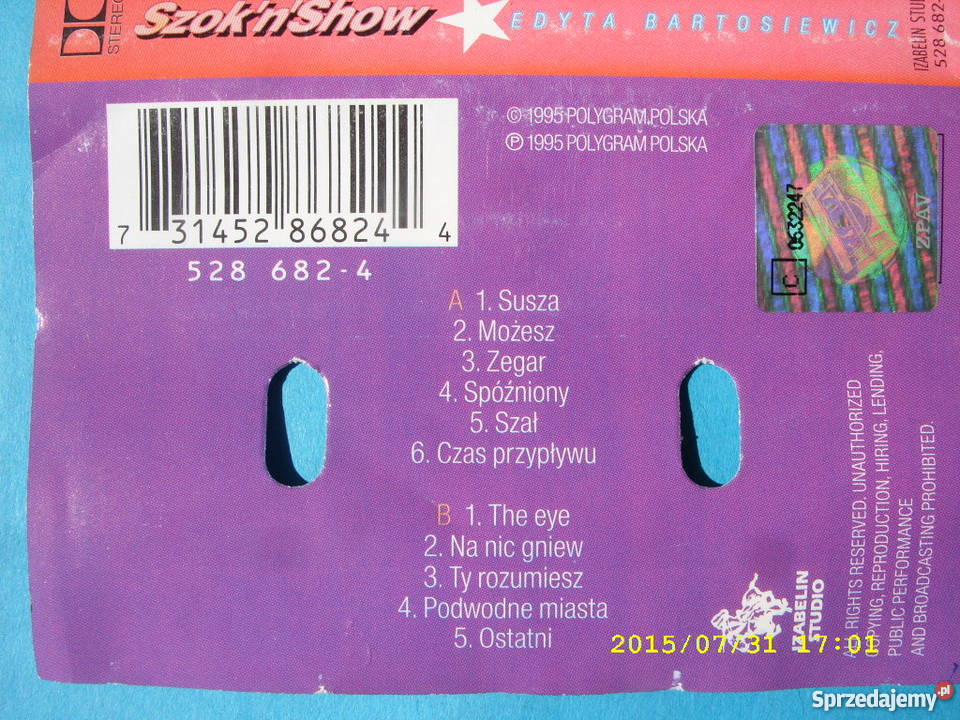 STEREO
Szok'n'Show
EDYTA BARTOSIEWICZ
IZABELIN STU
528 682-
© 1995 POLYGRAM POLSKA
℗ 1995 POLYGRAM POLSKA
7 31452 86824 4
528 682-4
C 0632247
ZPAV
A 1. Susza
2. Możesz
3. Zegar
4. Spóźniony
5. Szał
6. Czas przypływu
B 1. The eye
2. Na nic gniew
3. Ty rozumiesz
4. Podwodne miasta
5. Ostatni
IZABELIN
STUDIO
ALL RIGHTS RESERVED. UNAUTHORIZED
COPYING, REPRODUCTION, HIRING, LENDING,
PUBLIC PERFORMANCE
AND BROADCASTING PROHIBITED.
2015/07/31 17:01
Sprzedajemy.pl